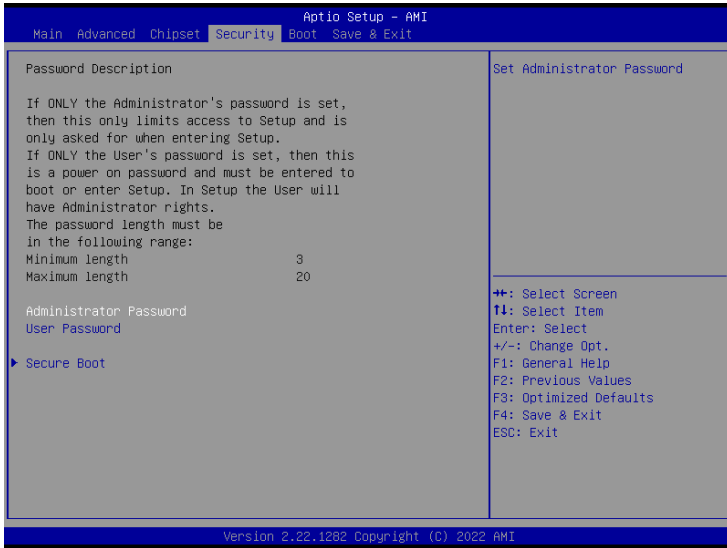 Aptio Setup – AMI
Main Advanced Chipset Security Boot Save & Exit
Password Description
If ONLY the Administrator's password is set,
then this only limits access to Setup and is
only asked for when entering Setup.
If ONLY the User's password is set, then this
is a power on password and must be entered to
boot or enter Setup. In Setup the User will
have Administrator rights.
The password length must be
in the following range:
Minimum length 3
Maximum length 20
Administrator Password
User Password
Secure Boot
Set Administrator Password
→←: Select Screen
↑↓: Select Item
Enter: Select
+/-: Change Opt.
F1: General Help
F2: Previous Values
F3: Optimized Defaults
F4: Save & Exit
ESC: Exit
Version 2.22.1282 Copyright (C) 2022 AMI